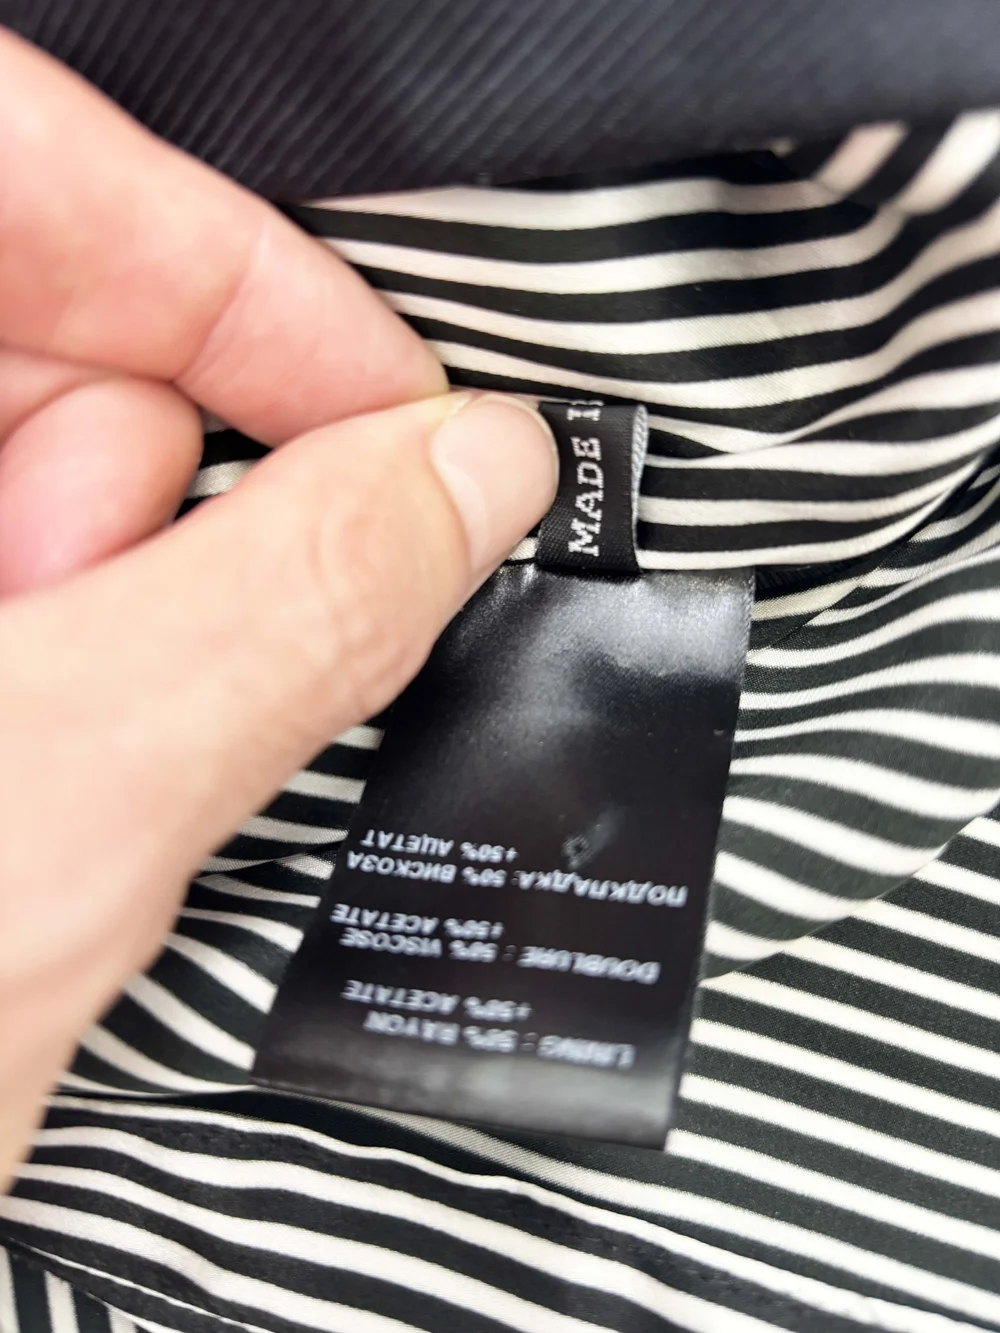 MADE I
LINING : 50% RAYON
+50% ACETATE
DOUBLURE : 50% VISCOSE
+50% ACETATE
ПОДКЛАДКА: 50% ВИСКОЗА
+50% АЦЕТАТ